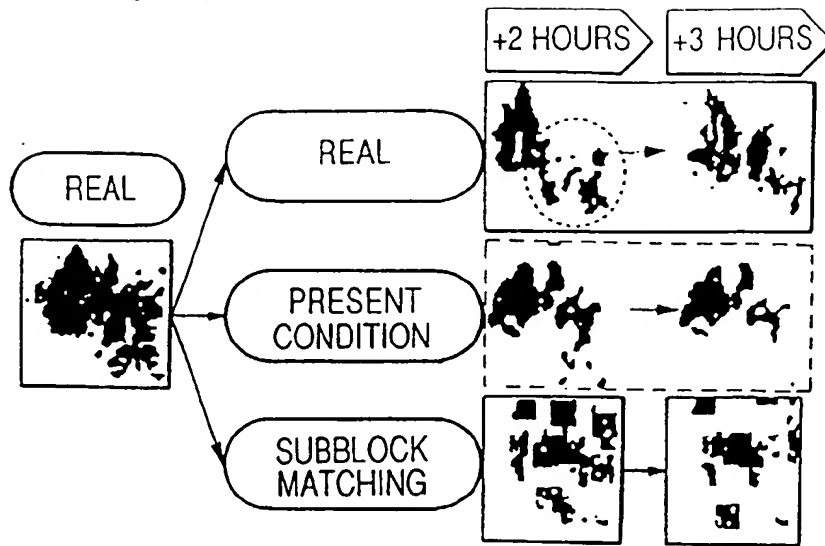 +2 HOURS
+3 HOURS
REAL
REAL
PRESENT
CONDITION
SUBBLOCK
MATCHING